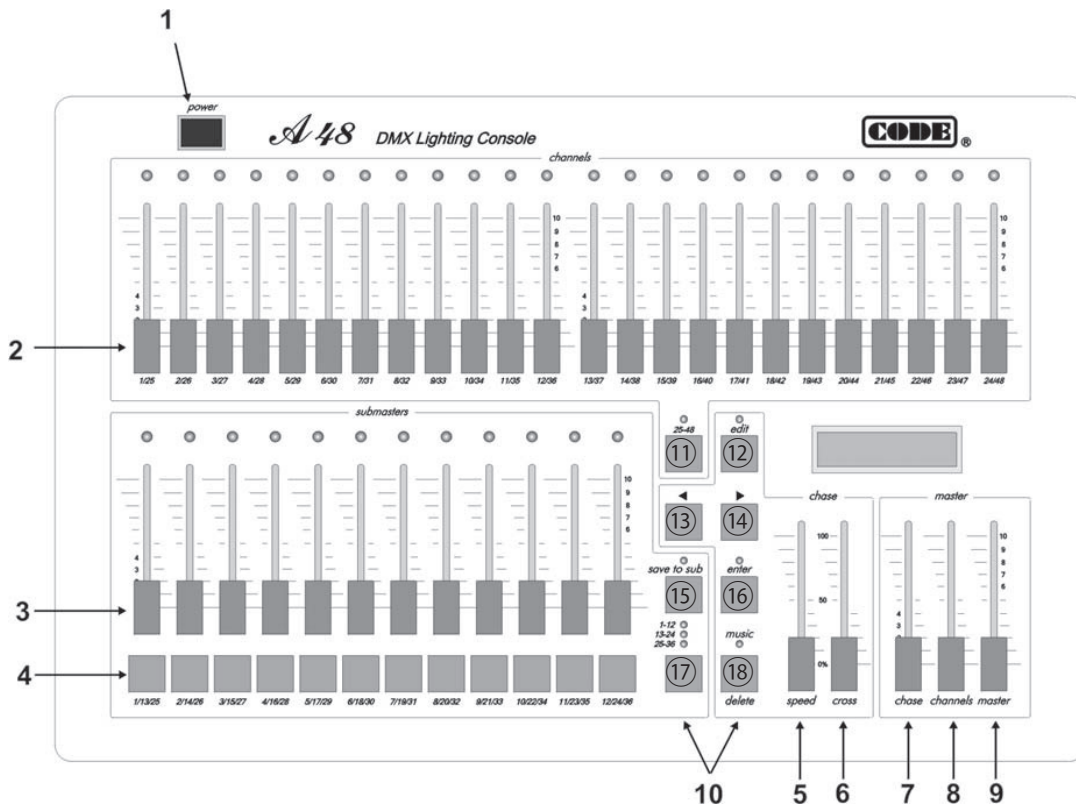 1
power
A 48 DMX Lighting Console
CODE ®
channels
10
9
8
7
6
4
3
10
9
8
7
6
4
3
2
1/25 2/26 3/27 4/28 5/29 6/30 7/31 8/32 9/33 10/34 11/35 12/36 13/37 14/38 15/39 16/40 17/41 18/42 19/43 20/44 21/45 22/46 23/47 24/48
submasters
25-48
edit
11 12
10
9
8
7
6
4
3
◀ ▶
13 14
save to sub
enter
15 16
3
1-12
13-24
25-36
music
17 18
delete
4
1/13/25 2/14/26 3/15/27 4/16/28 5/17/29 6/18/30 7/19/31 8/20/32 9/21/33 10/22/34 11/23/35 12/24/36
chase
100
50
0%
speed cross
master
4
3
10
9
8
7
6
chase channels master
10 5 6 7 8 9